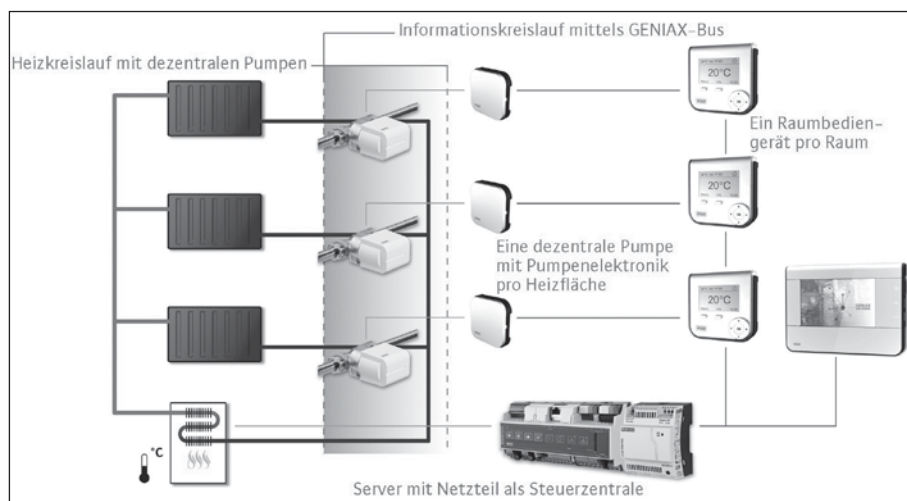 Informationskreislauf mittels GENIAX-Bus
Heizkreislauf mit dezentralen Pumpen
20°C
Ein Raumbedien-
gerät pro Raum
20°C
Eine dezentrale Pumpe
mit Pumpenelektronik
pro Heizfläche
20°C
°C
Server mit Netzteil als Steuerzentrale